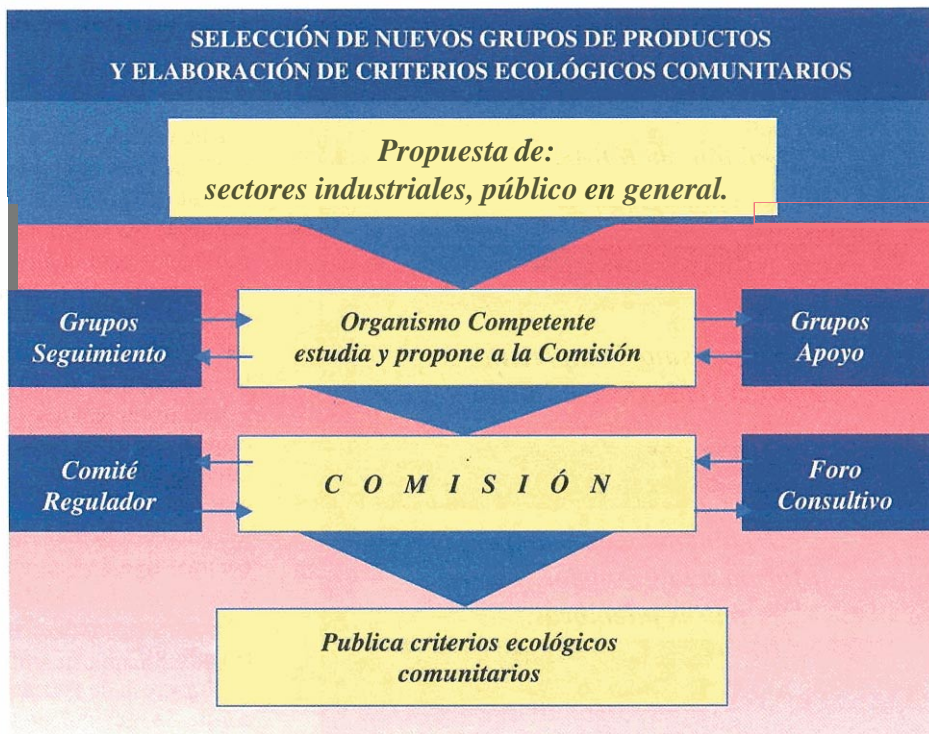 SELECCIÓN DE NUEVOS GRUPOS DE PRODUCTOS
Y ELABORACIÓN DE CRITERIOS ECOLÓGICOS COMUNITARIOS
Propuesta de:
sectores industriales, público en general.
Grupos
Seguimiento
Organismo Competente
estudia y propone a la Comisión
Grupos
Apoyo
Comité
Regulador
C O M I S I Ó N
Foro
Consultivo
Publica criterios ecológicos
comunitarios